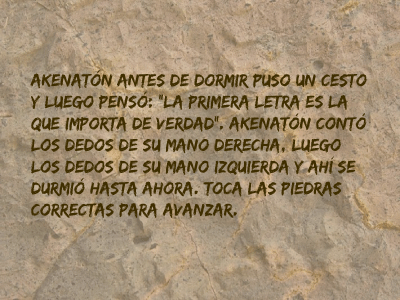 AKENATÓN ANTES DE DORMIR PUSO UN CESTO
Y LUEGO PENSÓ: "LA PRIMERA LETRA ES LA
QUE IMPORTA DE VERDAD". AKENATÓN CONTÓ
LOS DEDOS DE SU MANO DERECHA, LUEGO
LOS DEDOS DE SU MANO IZQUIERDA Y AHÍ SE
DURMIÓ HASTA AHORA. TOCA LAS PIEDRAS
CORRECTAS PARA AVANZAR.